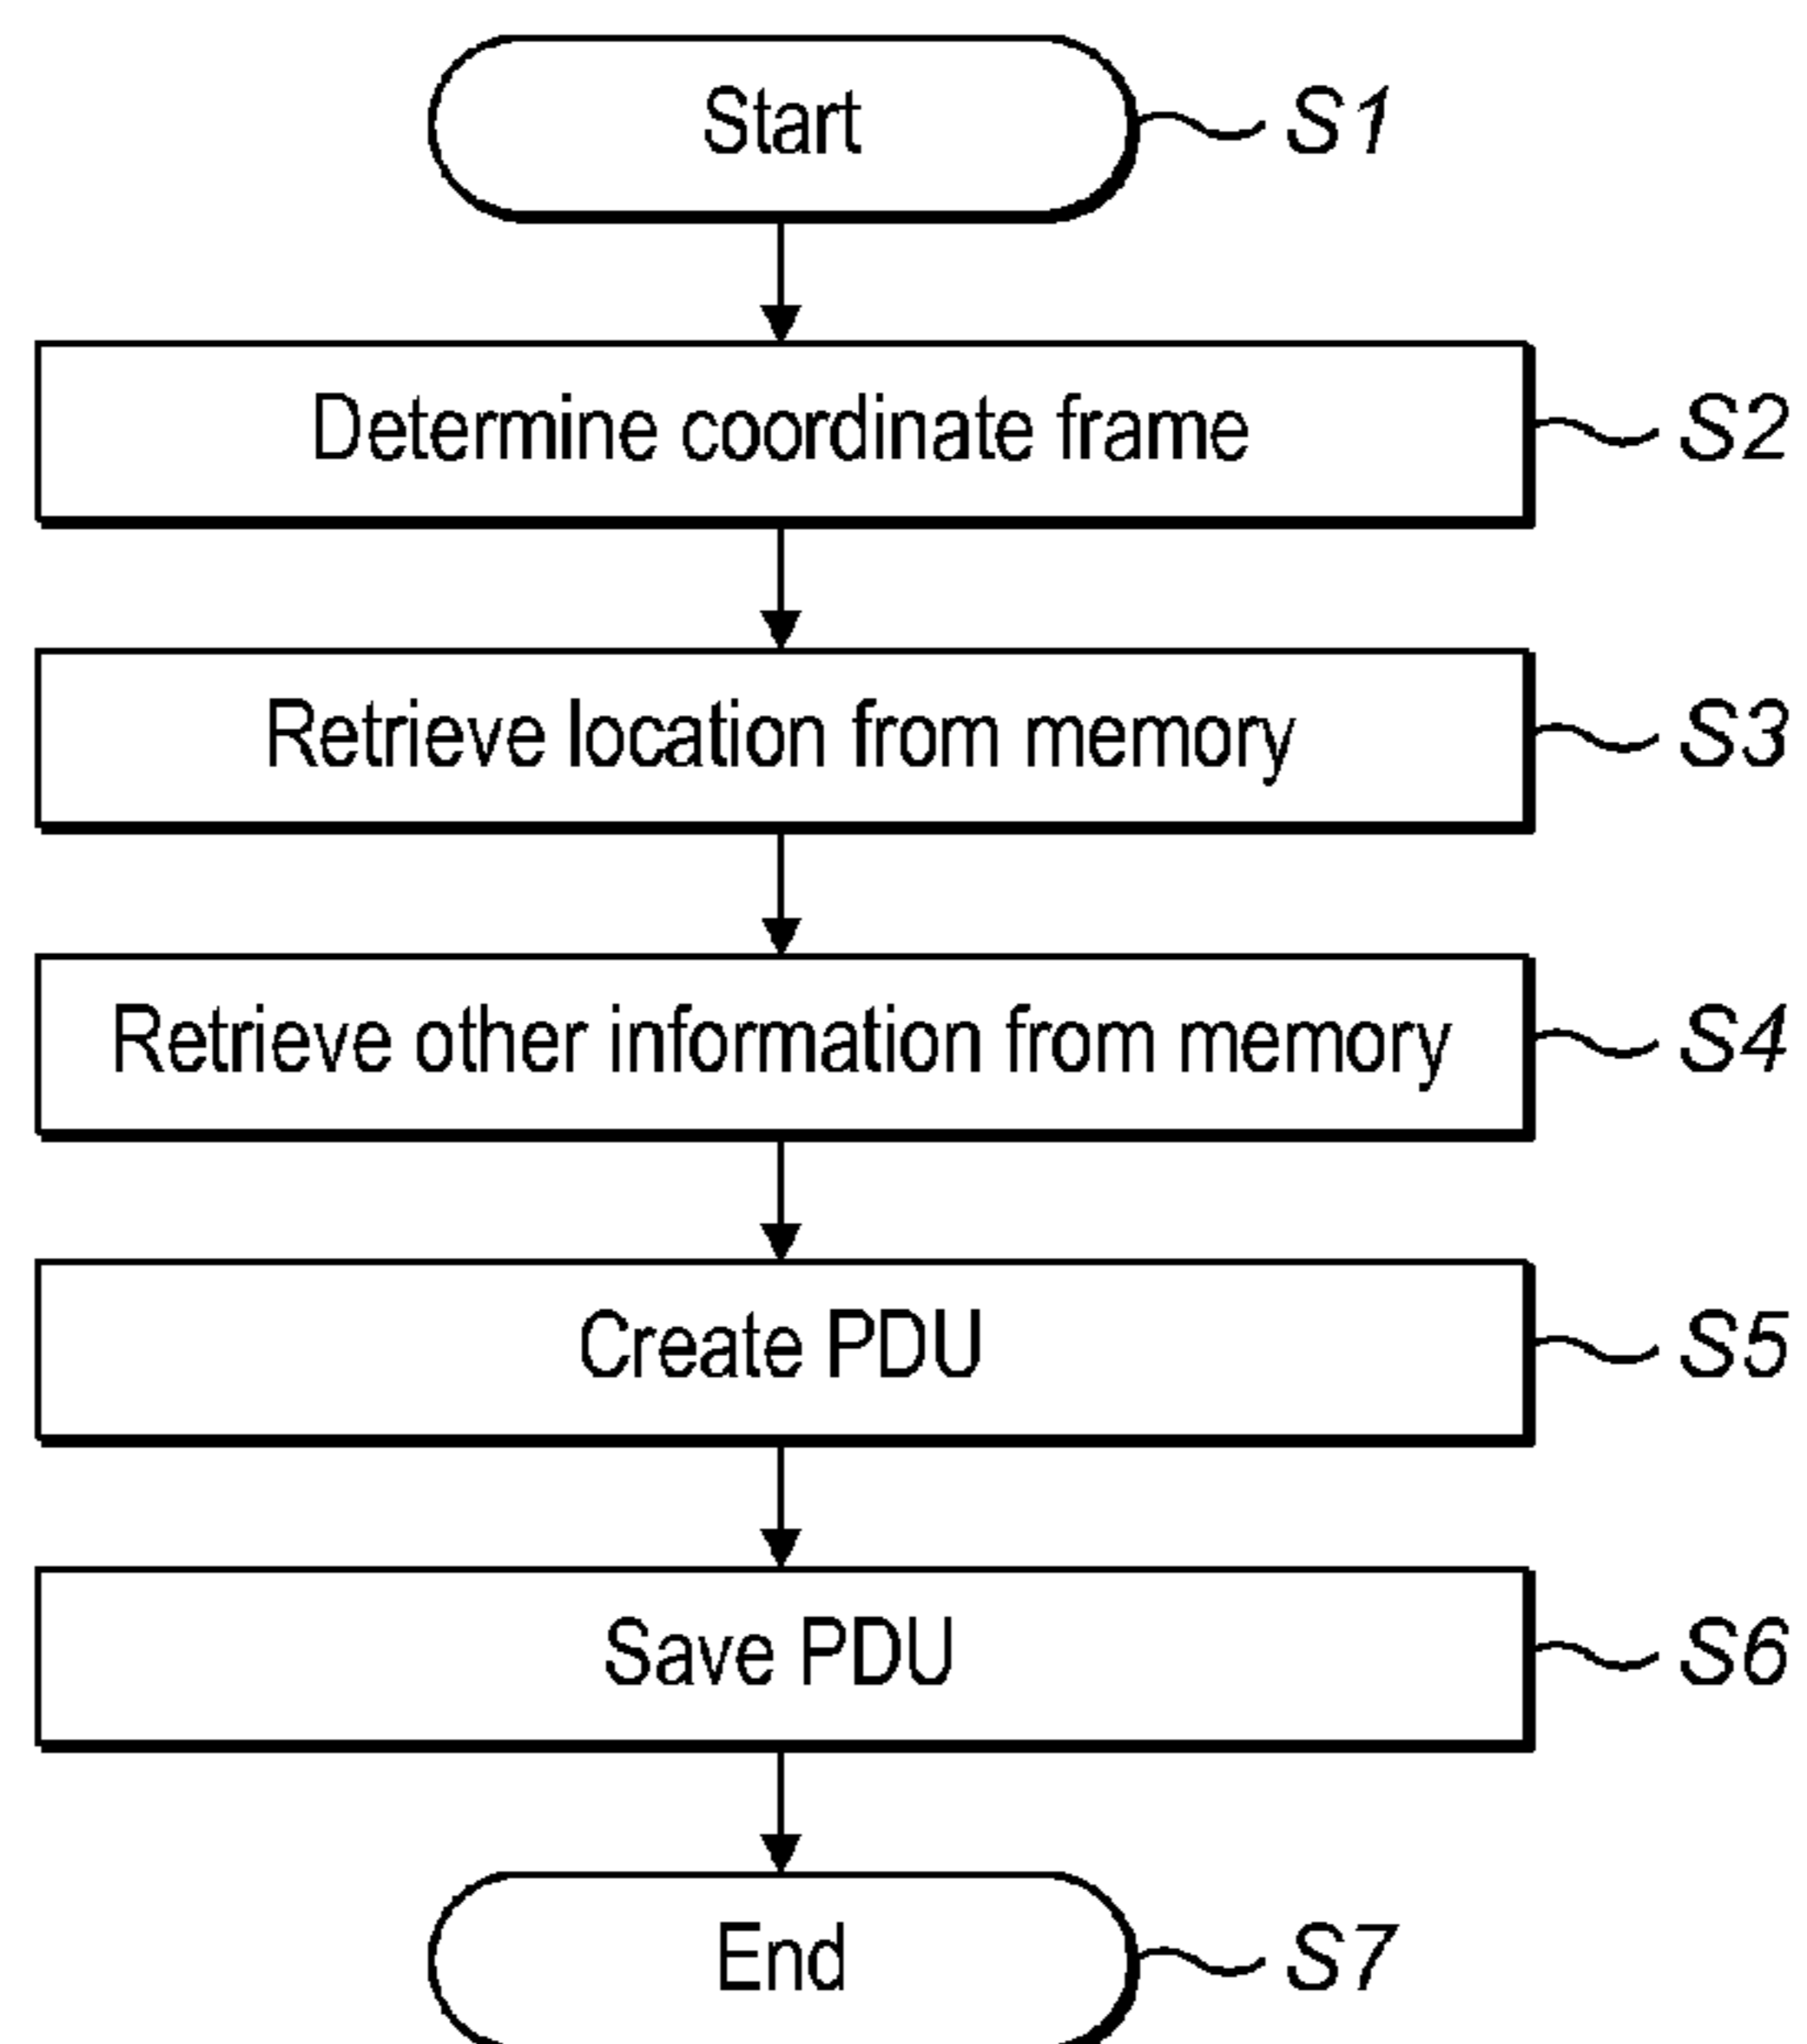 Start S1
Determine coordinate frame S2
Retrieve location from memory S3
Retrieve other information from memory S4
Create PDU S5
Save PDU S6
End S7